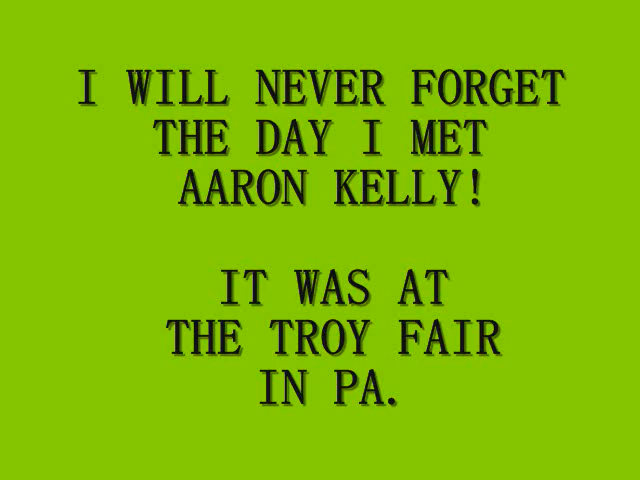 I WILL NEVER FORGET
THE DAY I MET
AARON KELLY!
IT WAS AT
THE TROY FAIR
IN PA.